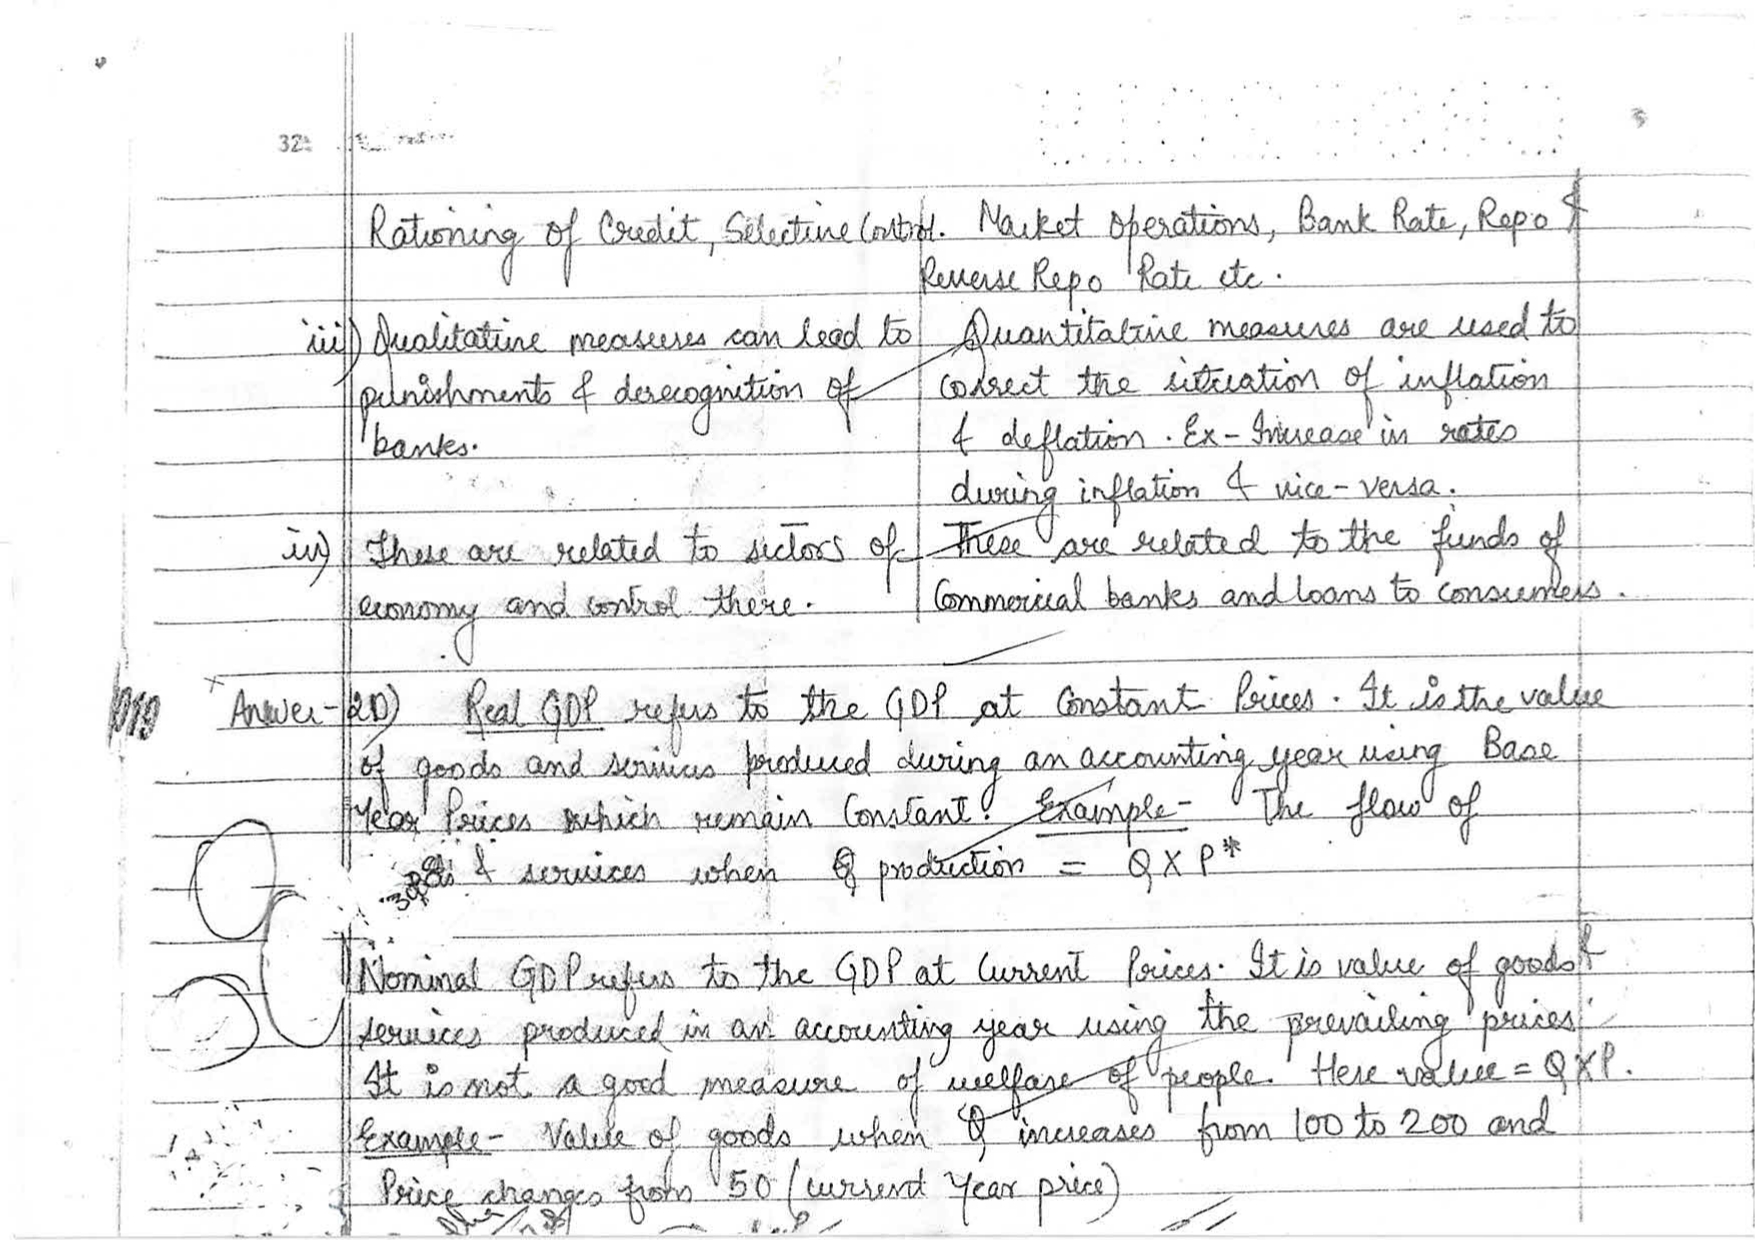 32
Rationing of Credit, Selective Control. Market Operations, Bank Rate, Repo &
Reverse Repo Rate etc.
iii) Qualitative measures can lead to Quantitative measures are used to
punishments & derecognition of correct the situation of inflation
banks. & deflation. Ex- Increase in rates
during inflation & vice-versa.
iv) These are related to sectors of These are related to the funds of
economy and control there. Commercial banks and loans to consumers.
Answer-2D) Real GDP refers to the GDP at Constant Prices. It is the value
of goods and services produced during an accounting year using Base
Year Prices which remain Constant. Example- The flow of
& services when Q production = Q X P*
Nominal GDP refers to the GDP at Current Prices. It is value of goods &
services produced in an accounting year using the prevailing prices
It is not a good measure of welfare of people. Here value = Q X P.
Example- Value of goods when Q increases from 100 to 200 and
Price changes from 50 (current Year price)